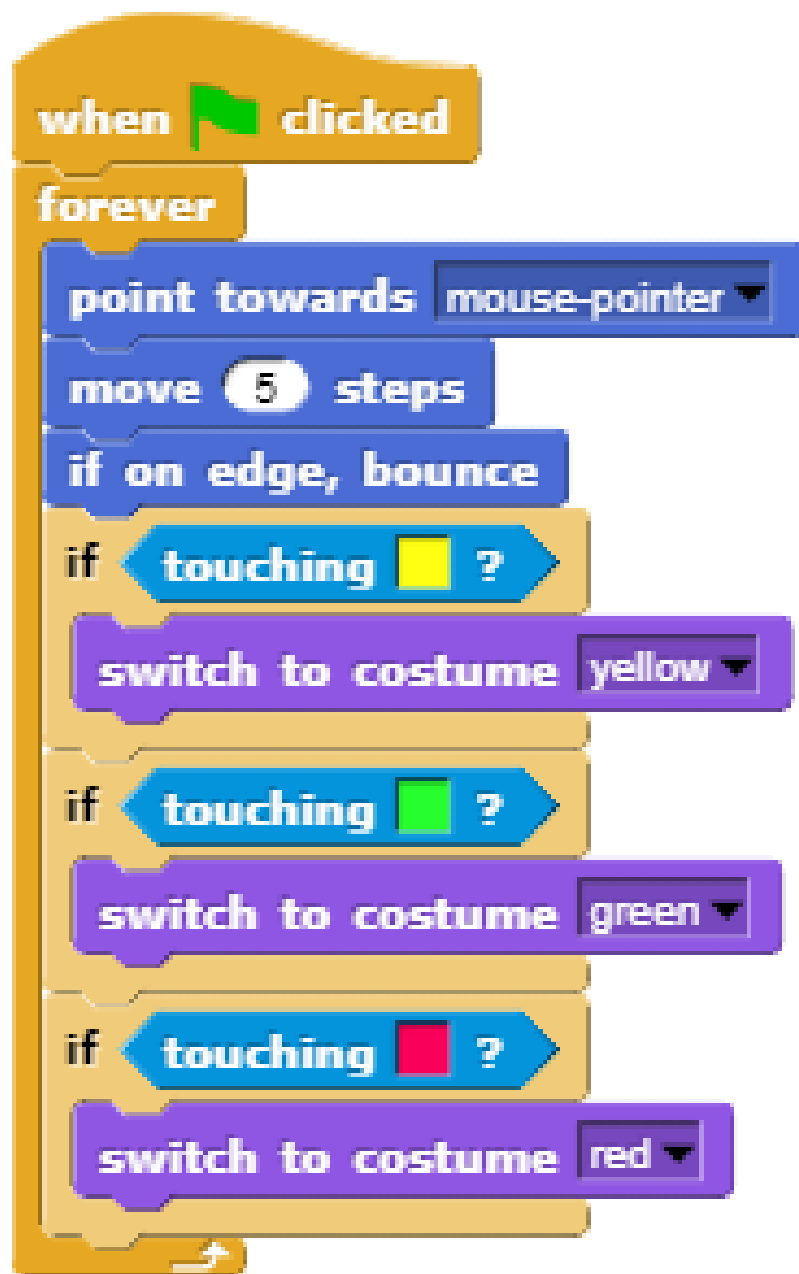 when clicked
forever
point towards mouse-pointer
move 5 steps
if on edge, bounce
if touching ?
switch to costume yellow
if touching ?
switch to costume green
if touching ?
switch to costume red